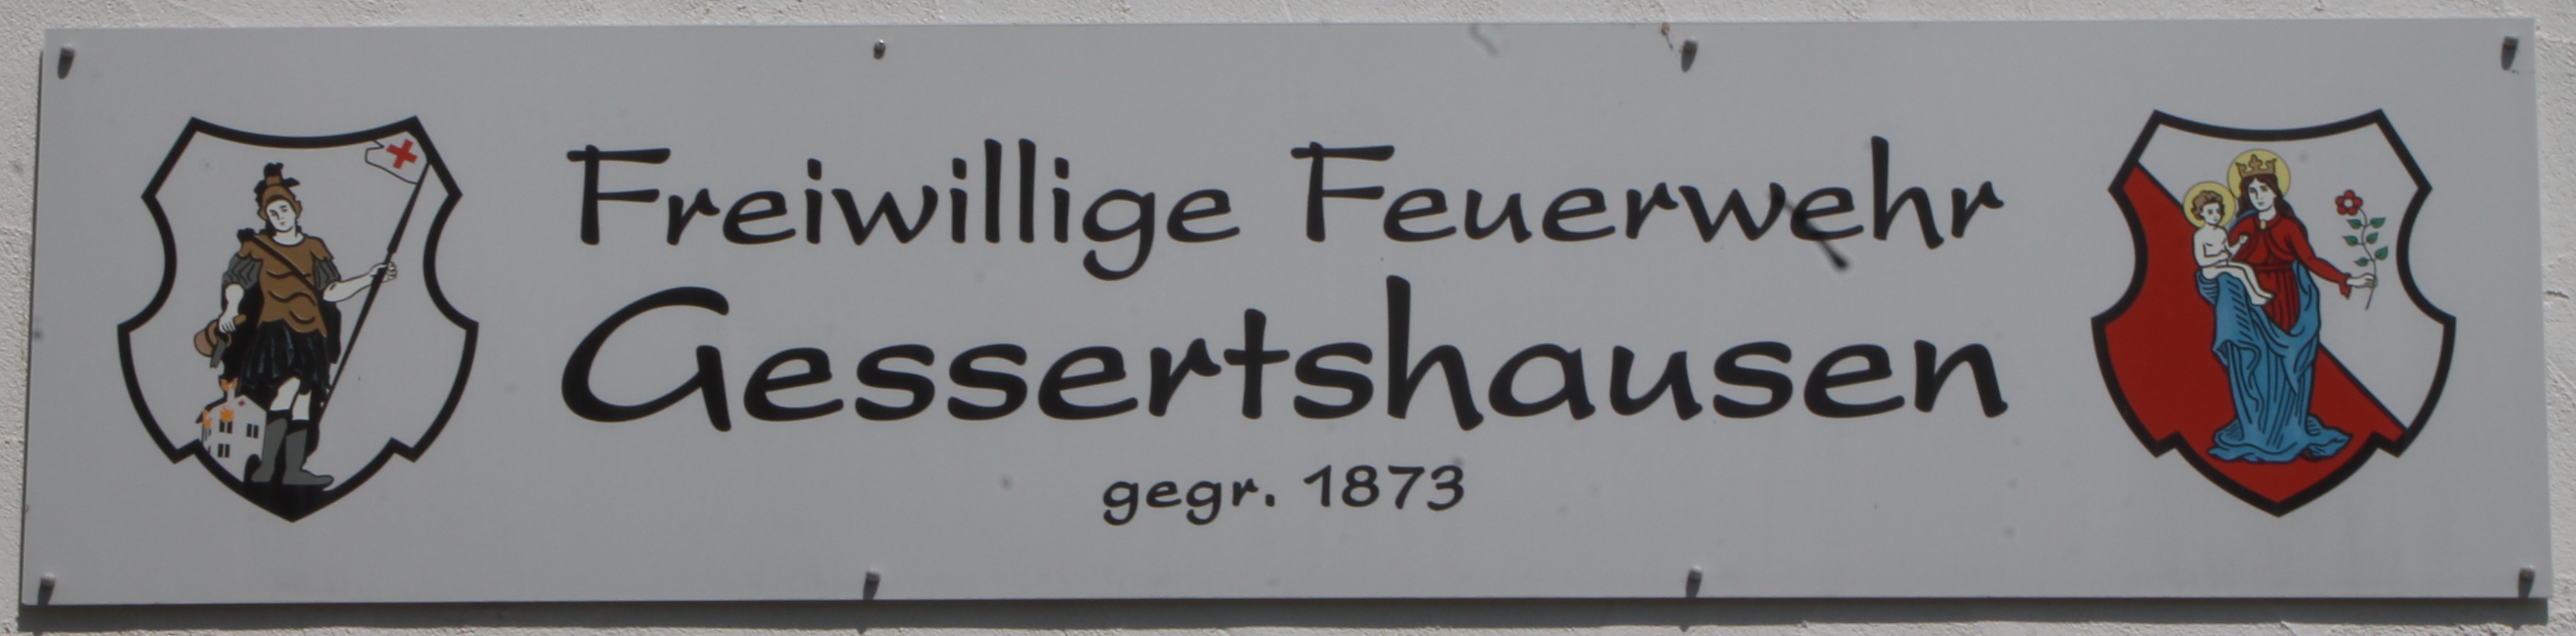 Freiwillige Feuerwehr
Gessertshausen
gegr. 1873